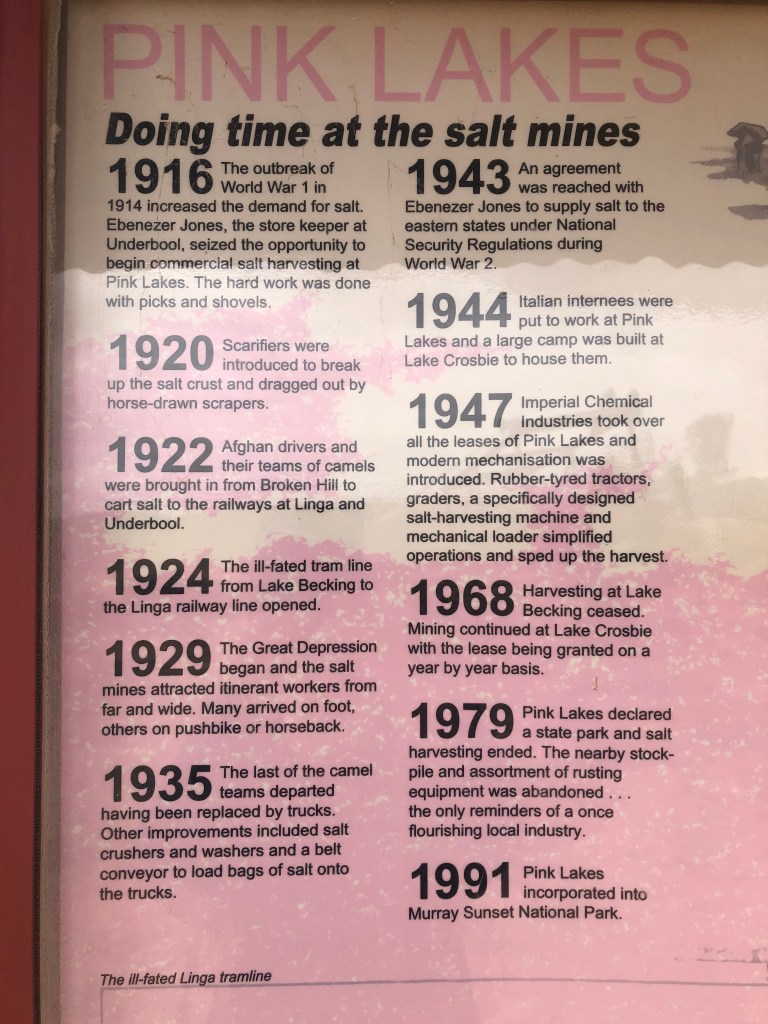 PINK LAKES
Doing time at the salt mines
1916 The outbreak of
World War 1 in
1914 increased the demand for salt.
Ebenezer Jones, the store keeper at
Underbool, seized the opportunity to
begin commercial salt harvesting at
Pink Lakes. The hard work was done
with picks and shovels.
1920 Scarifiers were
introduced to break
up the salt crust and dragged out by
horse-drawn scrapers.
1922 Afghan drivers and
their teams of camels
were brought in from Broken Hill to
cart salt to the railways at Linga and
Underbool.
1924 The ill-fated tram line
from Lake Becking to
the Linga railway line opened.
1929 The Great Depression
began and the salt
mines attracted itinerant workers from
far and wide. Many arrived on foot,
others on pushbike or horseback.
1935 The last of the camel
teams departed
having been replaced by trucks.
Other improvements included salt
crushers and washers and a belt
conveyor to load bags of salt onto
the trucks.
1943 An agreement
was reached with
Ebenezer Jones to supply salt to the
eastern states under National
Security Regulations during
World War 2.
1944 Italian internees were
put to work at Pink
Lakes and a large camp was built at
Lake Crosbie to house them.
1947 Imperial Chemical
Industries took over
all the leases of Pink Lakes and
modern mechanisation was
introduced. Rubber-tyred tractors,
graders, a specifically designed
salt-harvesting machine and
mechanical loader simplified
operations and sped up the harvest.
1968 Harvesting at Lake
Becking ceased.
Mining continued at Lake Crosbie
with the lease being granted on a
year by year basis.
1979 Pink Lakes declared
a state park and salt
harvesting ended. The nearby stock-
pile and assortment of rusting
equipment was abandoned . . .
the only reminders of a once
flourishing local industry.
1991 Pink Lakes
incorporated into
Murray Sunset National Park.
The ill-fated Linga tramline